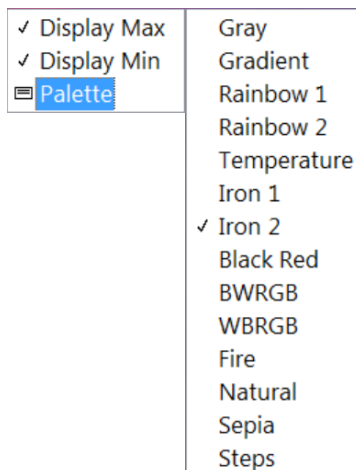 Display Max
Display Min
Palette
Gray
Gradient
Rainbow 1
Rainbow 2
Temperature
Iron 1
Iron 2
Black Red
BWRGB
WBRGB
Fire
Natural
Sepia
Steps